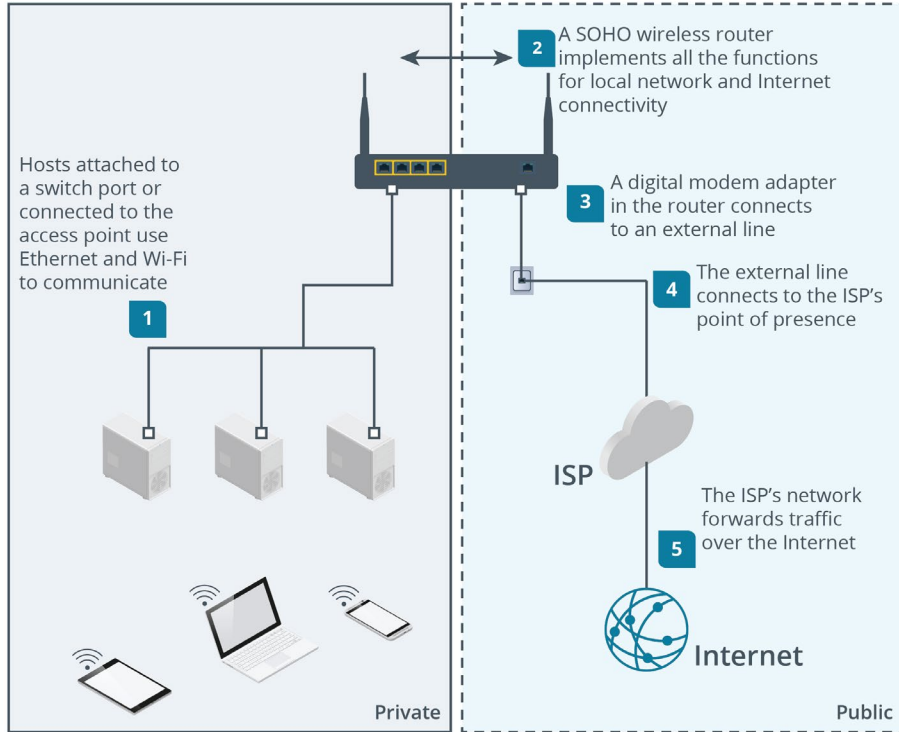 2
A SOHO wireless router
implements all the functions
for local network and Internet
connectivity
Hosts attached to
a switch port or
connected to the
access point use
Ethernet and Wi-Fi
to communicate
1
3
A digital modem adapter
in the router connects
to an external line
4
The external line
connects to the ISP's
point of presence
ISP
The ISP's network
forwards traffic
over the Internet
5
Internet
Private
Public